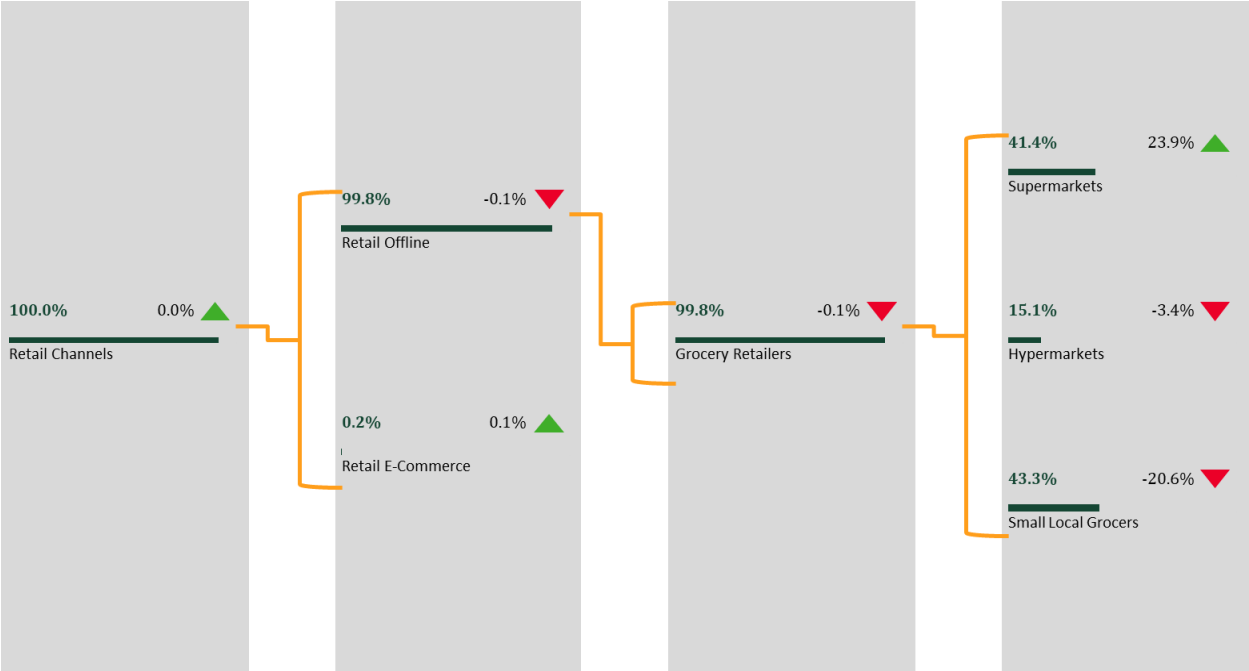 100.0% 0.0%
Retail Channels
99.8% -0.1%
Retail Offline
0.2% 0.1%
Retail E-Commerce
99.8% -0.1%
Grocery Retailers
41.4% 23.9%
Supermarkets
15.1% -3.4%
Hypermarkets
43.3% -20.6%
Small Local Grocers